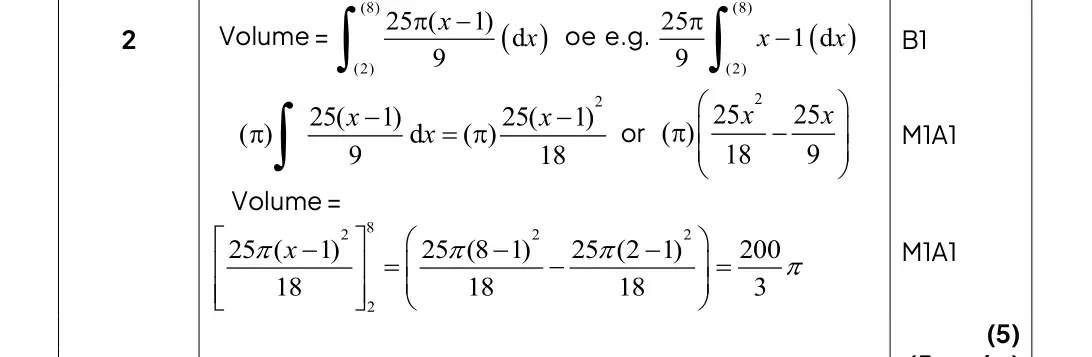 2 Volume = ∫₍₂₎⁽⁸⁾ 25π(x − 1)/9 (dx) oe e.g. 25π/9 ∫₍₂₎⁽⁸⁾ x − 1 (dx) B1
(π)∫ 25(x − 1)/9 dx = (π) 25(x − 1)²/18 or (π)(25x²/18 − 25x/9) M1A1
Volume =
[25π(x − 1)²/18]₂⁸ = (25π(8 − 1)²/18 − 25π(2 − 1)²/18) = 200/3 π M1A1
(5)